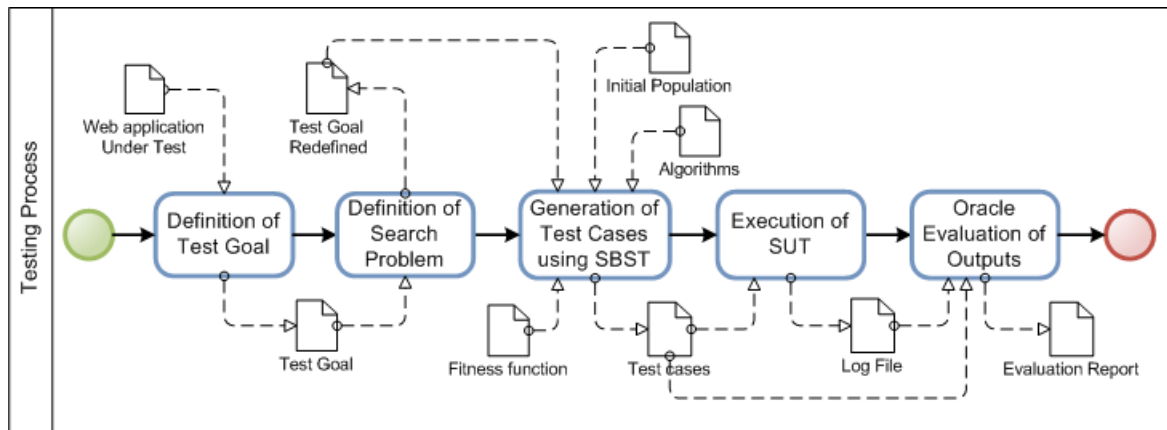 Testing Process
Web application
Under Test
Test Goal
Redefined
Initial Population
Algorithms
Definition of
Test Goal
Definition of
Search
Problem
Generation of
Test Cases
using SBST
Execution of
SUT
Oracle
Evaluation of
Outputs
Test Goal
Fitness function
Test cases
Log File
Evaluation Report